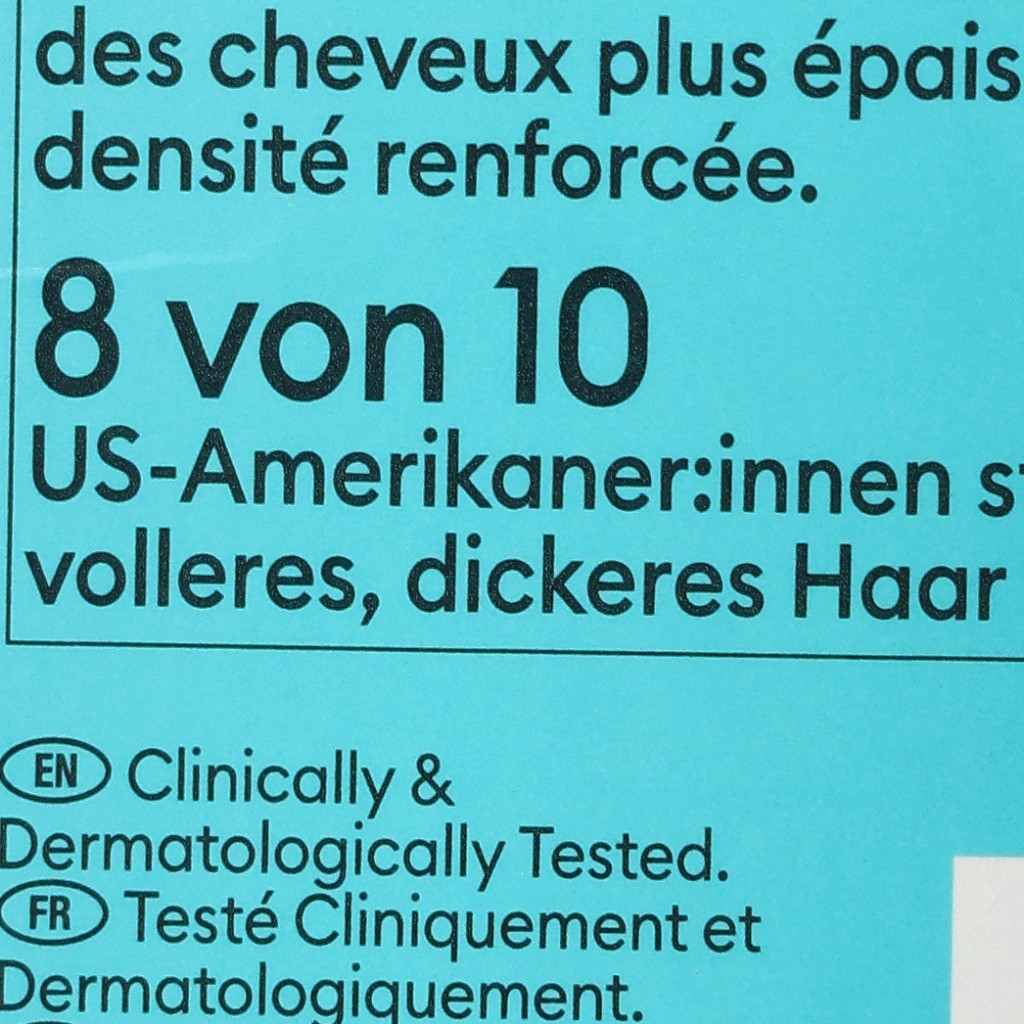 des cheveux plus épais
densité renforcée.
8 von 10
US-Amerikaner:innen
volleres, dickeres Haar
EN Clinically &
Dermatologically Tested.
FR Testé Cliniquement et
Dermatologiquement.